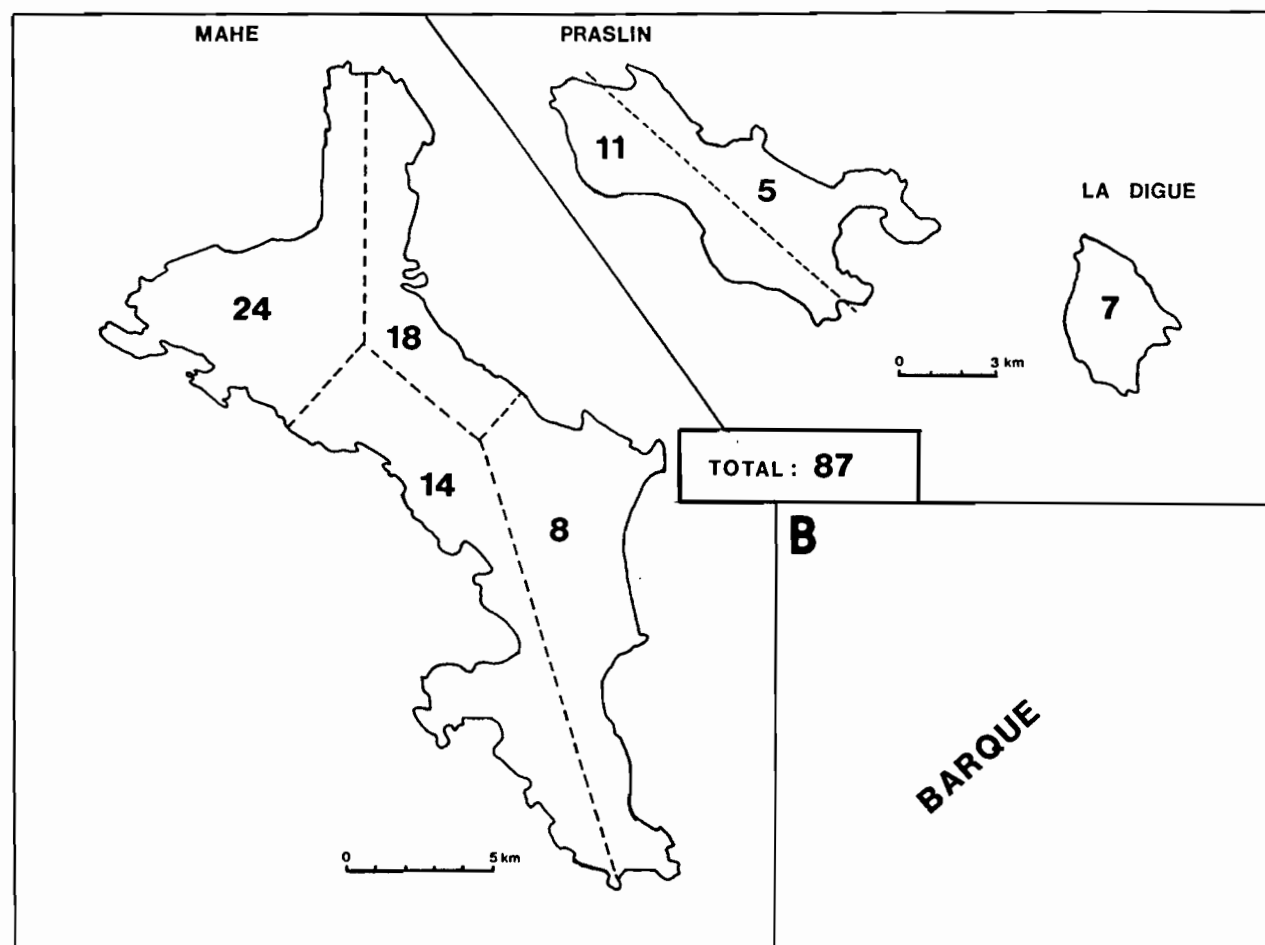 MAHE
PRASLIN
LA DIGUE
11
5
7
24
18
14
8
0 3 km
TOTAL : 87
B
BARQUE
0 5 km